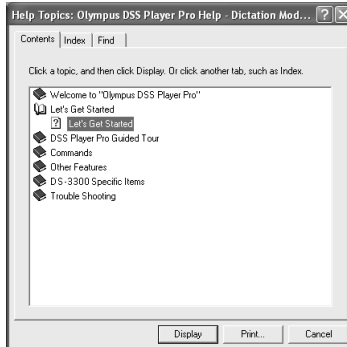 Help Topics: Olympus DSS Player Pro Help - Dictation Mod... ? X
Contents Index Find
Click a topic, and then click Display. Or click another tab, such as Index.
Welcome to "Olympus DSS Player Pro"
Let's Get Started
? Let's Get Started
DSS Player Pro Guided Tour
Commands
Other Features
DS-3300 Specific Items
Trouble Shooting
Display Print... Cancel